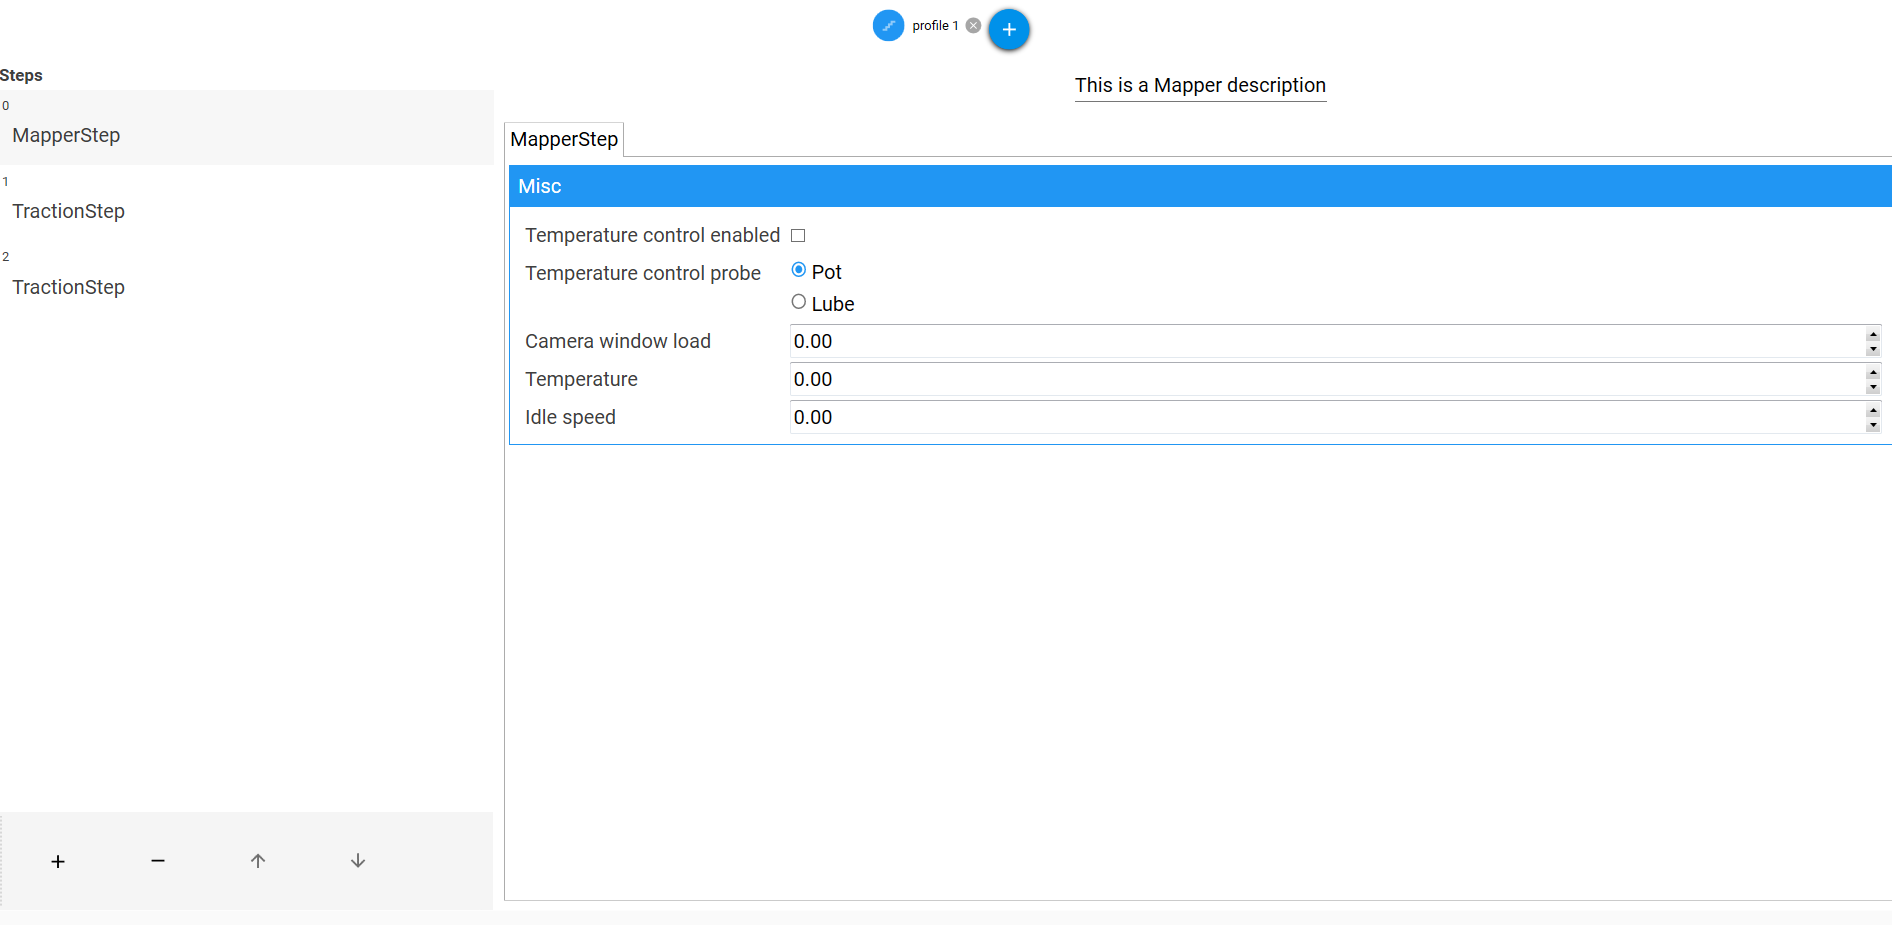 profile 1
Steps
This is a Mapper description
0
MapperStep
1
TractionStep
2
TractionStep
MapperStep
Misc
Temperature control enabled
Temperature control probe
Pot
Lube
Camera window load
0.00
Temperature
0.00
Idle speed
0.00